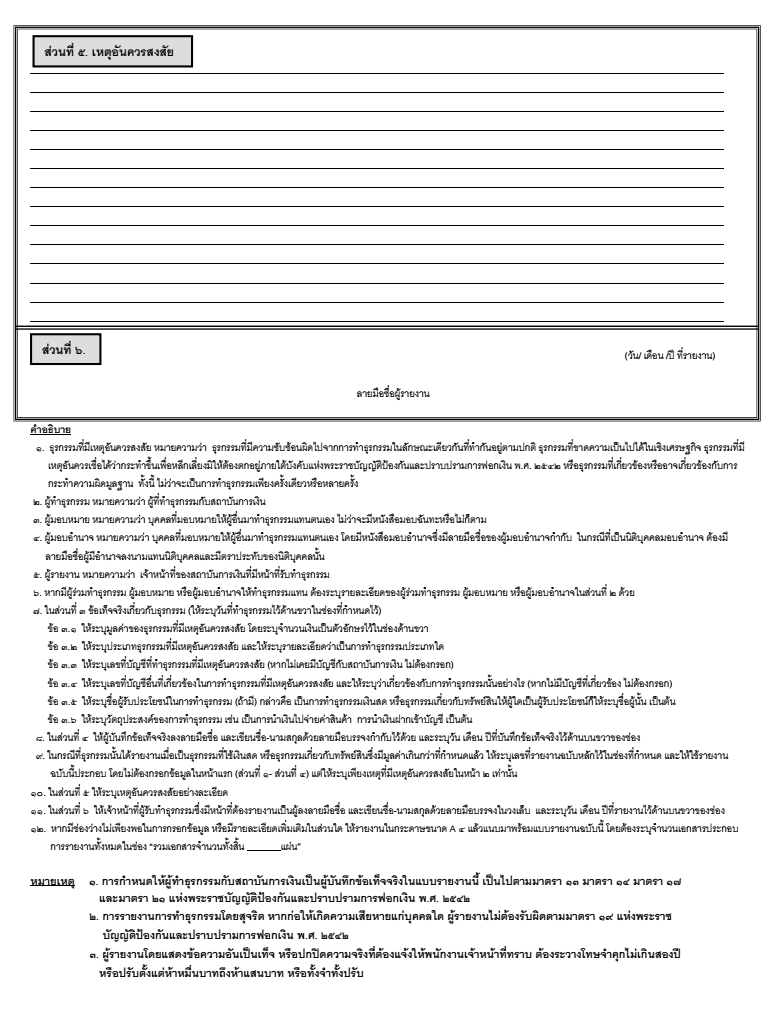 ส่วนที่ ๕. เหตุอันควรสงสัย
ส่วนที่ ๖.
(วัน/ เดือน /ปี ที่รายงาน)
ลายมือชื่อผู้รายงาน
คำอธิบาย
๑. ธุรกรรมที่มีเหตุอันควรสงสัย หมายความว่า ธุรกรรมที่มีความซับซ้อนผิดไปจากการทำธุรกรรมในลักษณะเดียวกันที่ทำกันอยู่ตามปกติ ธุรกรรมที่ขาดความเป็นไปได้ในเชิงเศรษฐกิจ ธุรกรรมที่มี
เหตุอันควรเชื่อได้ว่ากระทำขึ้นเพื่อหลีกเลี่ยงมิให้ต้องตกอยู่ภายใต้บังคับแห่งพระราชบัญญัติป้องกันและปราบปรามการฟอกเงิน พ.ศ. ๒๕๔๒ หรือธุรกรรมที่เกี่ยวข้องหรืออาจเกี่ยวข้องกับการ
กระทำความผิดมูลฐาน ทั้งนี้ ไม่ว่าจะเป็นการทำธุรกรรมเพียงครั้งเดียวหรือหลายครั้ง
๒. ผู้ทำธุรกรรม หมายความว่า ผู้ที่ทำธุรกรรมกับสถาบันการเงิน
๓. ผู้มอบหมาย หมายความว่า บุคคลที่มอบหมายให้ผู้อื่นมาทำธุรกรรมแทนตนเอง ไม่ว่าจะมีหนังสือมอบฉันทะหรือไม่ก็ตาม
๔. ผู้มอบอำนาจ หมายความว่า บุคคลที่มอบหมายให้ผู้อื่นมาทำธุรกรรมแทนตนเอง โดยมีหนังสือมอบอำนาจซึ่งมีลายมือชื่อของผู้มอบอำนาจกำกับ ในกรณีที่เป็นนิติบุคคลมอบอำนาจ ต้องมี
ลายมือชื่อผู้มีอำนาจลงนามแทนนิติบุคคลและมีตราประทับของนิติบุคคลนั้น
๕. ผู้รายงาน หมายความว่า เจ้าหน้าที่ของสถาบันการเงินที่มีหน้าที่รับทำธุรกรรม
๖. หากมีผู้ร่วมทำธุรกรรม ผู้มอบหมาย หรือผู้มอบอำนาจให้ทำธุรกรรมแทน ต้องระบุรายละเอียดของผู้ร่วมทำธุรกรรม ผู้มอบหมาย หรือผู้มอบอำนาจในส่วนที่ ๒ ด้วย
๗. ในส่วนที่ ๓ ข้อเท็จจริงเกี่ยวกับธุรกรรม (ให้ระบุวันที่ทำธุรกรรมไว้ด้านขวาในช่องที่กำหนดไว้)
ข้อ ๓.๑ ให้ระบุมูลค่าของธุรกรรมที่มีเหตุอันควรสงสัย โดยระบุจำนวนเงินเป็นตัวอักษรไว้ในช่องด้านขวา
ข้อ ๓.๒ ให้ระบุประเภทธุรกรรมที่มีเหตุอันควรสงสัย และให้ระบุรายละเอียดว่าเป็นการทำธุรกรรมประเภทใด
ข้อ ๓.๓ ให้ระบุเลขที่บัญชีที่ทำธุรกรรมที่มีเหตุอันควรสงสัย (หากไม่เคยมีบัญชีกับสถาบันการเงิน ไม่ต้องกรอก)
ข้อ ๓.๔ ให้ระบุเลขที่บัญชีอื่นที่เกี่ยวข้องในการทำธุรกรรมที่มีเหตุอันควรสงสัย และให้ระบุว่าเกี่ยวข้องกับการทำธุรกรรมนั้นอย่างไร (หากไม่มีบัญชีที่เกี่ยวข้อง ไม่ต้องกรอก)
ข้อ ๓.๕ ให้ระบุชื่อผู้รับประโยชน์ในการทำธุรกรรม (ถ้ามี) กล่าวคือ เป็นการทำธุรกรรมเงินสด หรือธุรกรรมเกี่ยวกับทรัพย์สินให้ผู้ใดเป็นผู้รับประโยชน์ก็ให้ระบุชื่อผู้นั้น เป็นต้น
ข้อ ๓.๖ ให้ระบุวัตถุประสงค์ของการทำธุรกรรม เช่น เป็นการนำเงินไปจ่ายค่าสินค้า การนำเงินฝากเข้าบัญชี เป็นต้น
๘. ในส่วนที่ ๔ ให้ผู้บันทึกข้อเท็จจริงลงลายมือชื่อ และเขียนชื่อ-นามสกุลด้วยลายมือบรรจงกำกับไว้ด้วย และระบุวัน เดือน ปีที่บันทึกข้อเท็จจริงไว้ด้านบนขวาของช่อง
๙. ในกรณีที่ธุรกรรมนั้นได้รายงานเมื่อเป็นธุรกรรมที่ใช้เงินสด หรือธุรกรรมเกี่ยวกับทรัพย์สินซึ่งมีมูลค่าเกินกว่าที่กำหนดแล้ว ให้ระบุเลขที่รายงานฉบับหลักไว้ในช่องที่กำหนด และให้ใช้รายงาน
ฉบับนี้ประกอบ โดยไม่ต้องกรอกข้อมูลในหน้าแรก (ส่วนที่ ๑- ส่วนที่ ๔) แต่ให้ระบุเพียงเหตุที่มีเหตุอันควรสงสัยในหน้า ๒ เท่านั้น
๑๐. ในส่วนที่ ๕ ให้ระบุเหตุอันควรสงสัยอย่างละเอียด
๑๑. ในส่วนที่ ๖ ให้เจ้าหน้าที่ผู้รับทำธุรกรรมซึ่งมีหน้าที่ต้องรายงานเป็นผู้ลงลายมือชื่อ และเขียนชื่อ-นามสกุลด้วยลายมือบรรจงในวงเล็บ และระบุวัน เดือน ปีที่รายงานไว้ด้านบนขวาของช่อง
๑๒. หากมีช่องว่างไม่เพียงพอในการกรอกข้อมูล หรือมีรายละเอียดเพิ่มเติมในส่วนใด ให้รายงานในกระดาษขนาด A ๔ แล้วแนบมาพร้อมแบบรายงานฉบับนี้ โดยต้องระบุจำนวนเอกสารประกอบ
การรายงานทั้งหมดในช่อง "รวมเอกสารจำนวนทั้งสิ้น _______แผ่น"
หมายเหตุ ๑. การกำหนดให้ผู้ทำธุรกรรมกับสถาบันการเงินเป็นผู้บันทึกข้อเท็จจริงในแบบรายงานนี้ เป็นไปตามมาตรา ๑๓ มาตรา ๑๔ มาตรา ๑๗
และมาตรา ๒๑ แห่งพระราชบัญญัติป้องกันและปราบปรามการฟอกเงิน พ.ศ. ๒๕๔๒
๒. การรายงานการทำธุรกรรมโดยสุจริต หากก่อให้เกิดความเสียหายแก่บุคคลใด ผู้รายงานไม่ต้องรับผิดตามมาตรา ๑๙ แห่งพระราช
บัญญัติป้องกันและปราบปรามการฟอกเงิน พ.ศ. ๒๕๔๒
๓. ผู้รายงานโดยแสดงข้อความอันเป็นเท็จ หรือปกปิดความจริงที่ต้องแจ้งให้พนักงานเจ้าหน้าที่ทราบ ต้องระวางโทษจำคุกไม่เกินสองปี
หรือปรับตั้งแต่ห้าหมื่นบาทถึงห้าแสนบาท หรือทั้งจำทั้งปรับ